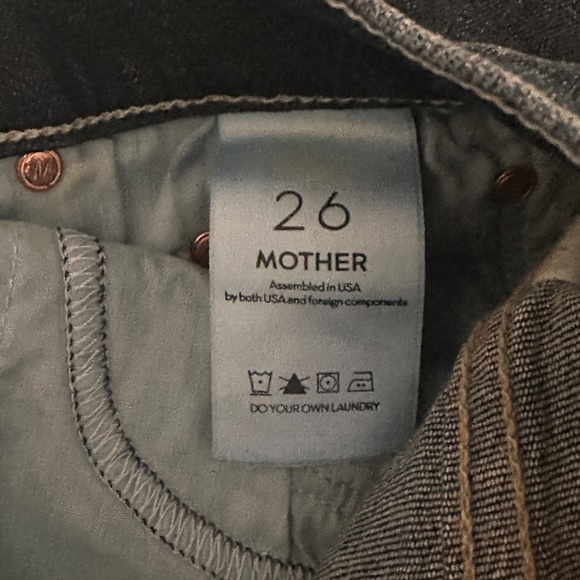 M
26
MOTHER
Assembled in USA
by both USA and foreign components
DO YOUR OWN LAUNDRY